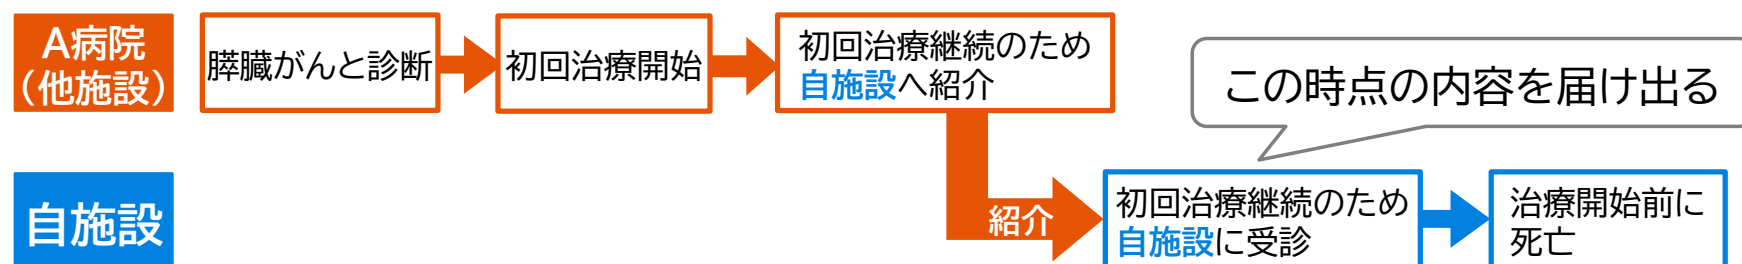 A病院
（他施設）
膵臓がんと診断
初回治療開始
初回治療継続のため
自施設へ紹介
この時点の内容を届け出る
自施設
紹介
初回治療継続のため
自施設に受診
治療開始前に
死亡